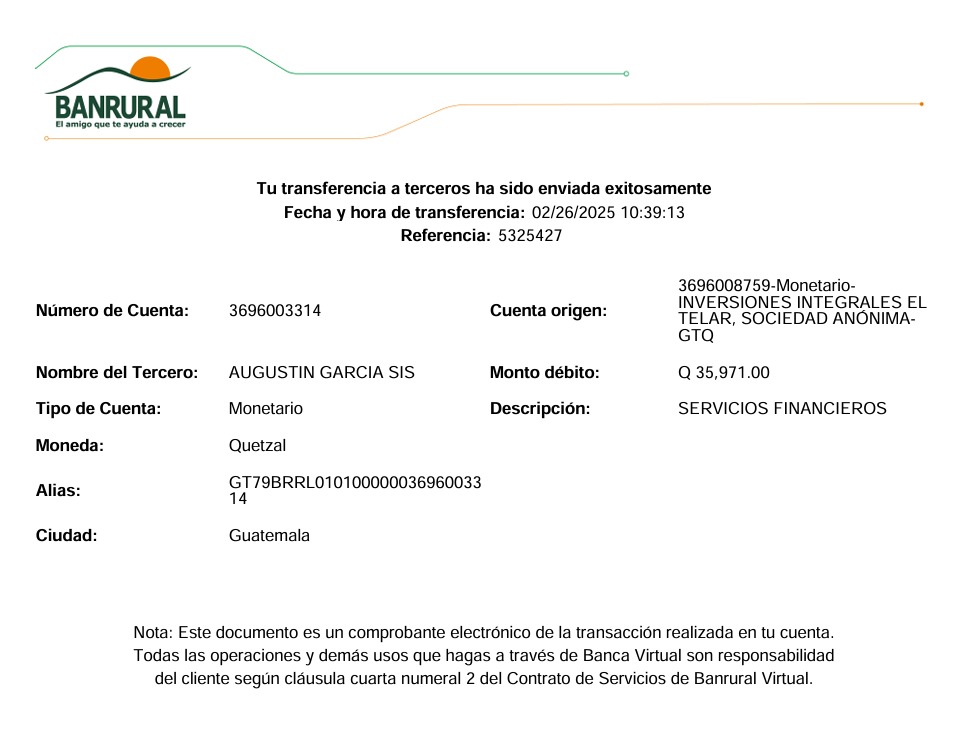 BANRURAL
El amigo que te ayuda a crecer
Tu transferencia a terceros ha sido enviada exitosamente
Fecha y hora de transferencia: 02/26/2025 10:39:13
Referencia: 5325427
Número de Cuenta: 3696003314
Cuenta origen: 3696008759-Monetario-
INVERSIONES INTEGRALES EL
TELAR, SOCIEDAD ANÓNIMA-
GTQ
Nombre del Tercero: AUGUSTIN GARCIA SIS
Monto débito: Q 35,971.00
Tipo de Cuenta: Monetario
Descripción: SERVICIOS FINANCIEROS
Moneda: Quetzal
Alias: GT79BRRL010100000036960033
14
Ciudad: Guatemala
Nota: Este documento es un comprobante electrónico de la transacción realizada en tu cuenta.
Todas las operaciones y demás usos que hagas a través de Banca Virtual son responsabilidad
del cliente según cláusula cuarta numeral 2 del Contrato de Servicios de Banrural Virtual.